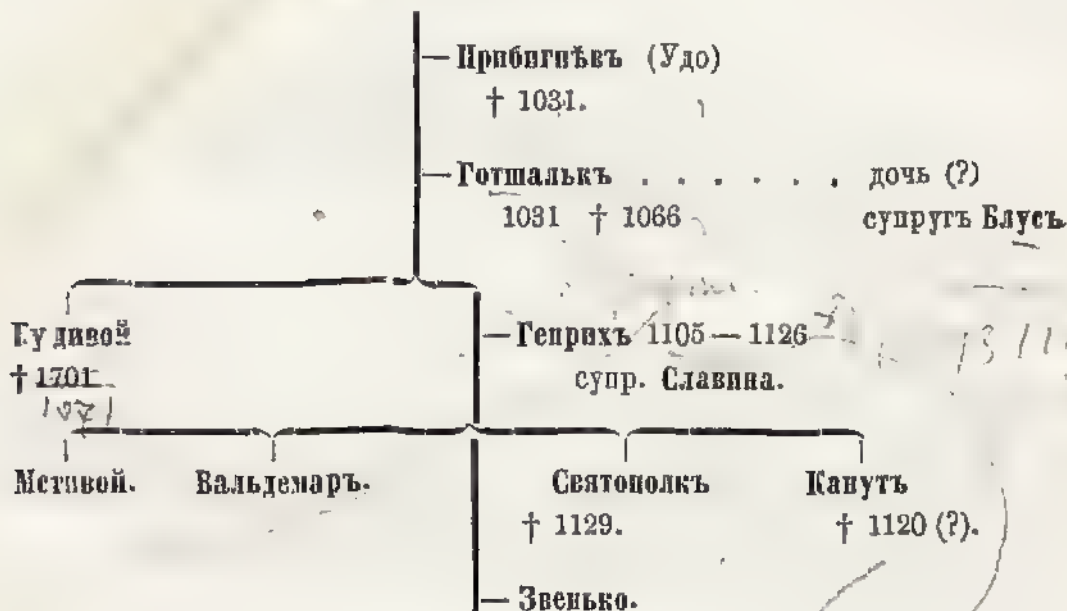 Прибигнѣвъ (Удо)
† 1031.
Готшалькъ . . . . . . дочь (?)
1031 † 1066 супругъ Блусъ.
Будивой
† 1701
1071
Генрихъ 1105 — 1126
супр. Славина.
Мстивой. Вальдемаръ. Святополкъ Канутъ
† 1129. † 1120 (?).
Звенько.